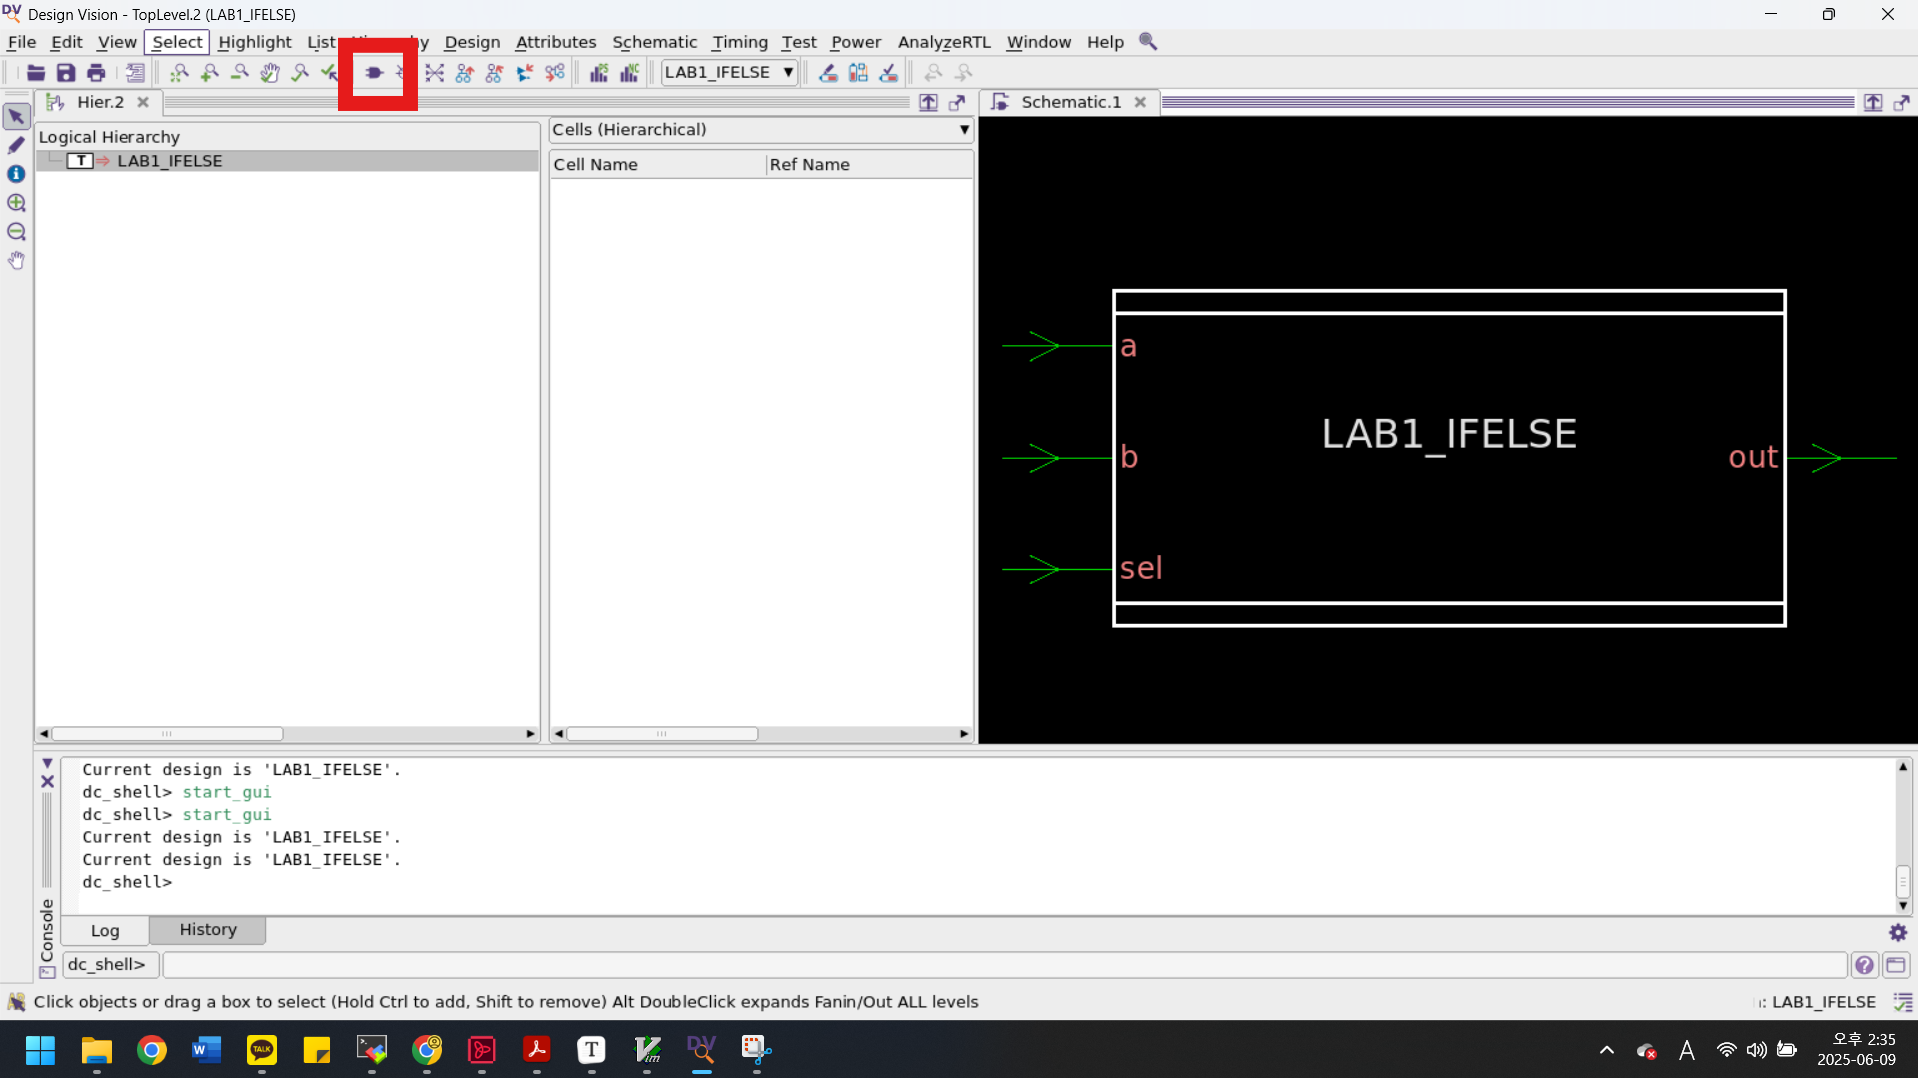 Design Vision - TopLevel.2 (LAB1_IFELSE)
File Edit View Select Highlight List Design Attributes Schematic Timing Test Power AnalyzeRTL Window Help
LAB1_IFELSE
Hier.2
Schematic.1
Logical Hierarchy
T LAB1_IFELSE
Cells (Hierarchical)
Cell Name Ref Name
a
b
sel
LAB1_IFELSE
out
Current design is 'LAB1_IFELSE'.
dc_shell> start_gui
dc_shell> start_gui
Current design is 'LAB1_IFELSE'.
Current design is 'LAB1_IFELSE'.
dc_shell>
Console
Log History
dc_shell>
Click objects or drag a box to select (Hold Ctrl to add, Shift to remove) Alt DoubleClick expands Fanin/Out ALL levels
: LAB1_IFELSE
A
오후 2:35
2025-06-09